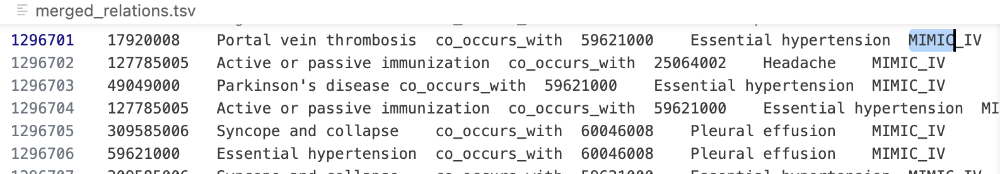 merged_relations.tsv
1296701 17920008 Portal vein thrombosis co_occurs_with 59621000 Essential hypertension MIMIC_IV
1296702 127785005 Active or passive immunization co_occurs_with 25064002 Headache MIMIC_IV
1296703 49049000 Parkinson's disease co_occurs_with 59621000 Essential hypertension MIMIC_IV
1296704 127785005 Active or passive immunization co_occurs_with 59621000 Essential hypertension MI
1296705 309585006 Syncope and collapse co_occurs_with 60046008 Pleural effusion MIMIC_IV
1296706 59621000 Essential hypertension co_occurs_with 60046008 Pleural effusion MIMIC_IV